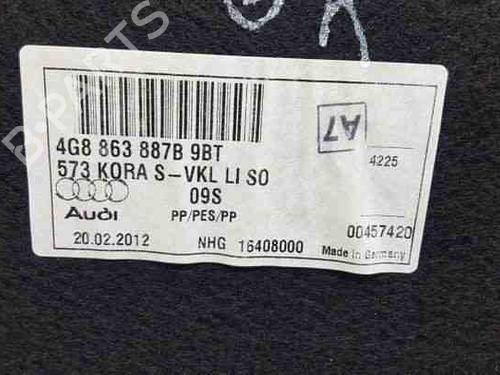 4G8 863 887B 9BT
573 KORA S-VKL LI SO
09S
Audi
PP/PES/PP
20.02.2012
NHG 16408000
A7
4225
00457420
Made in Germany
B-PARTS